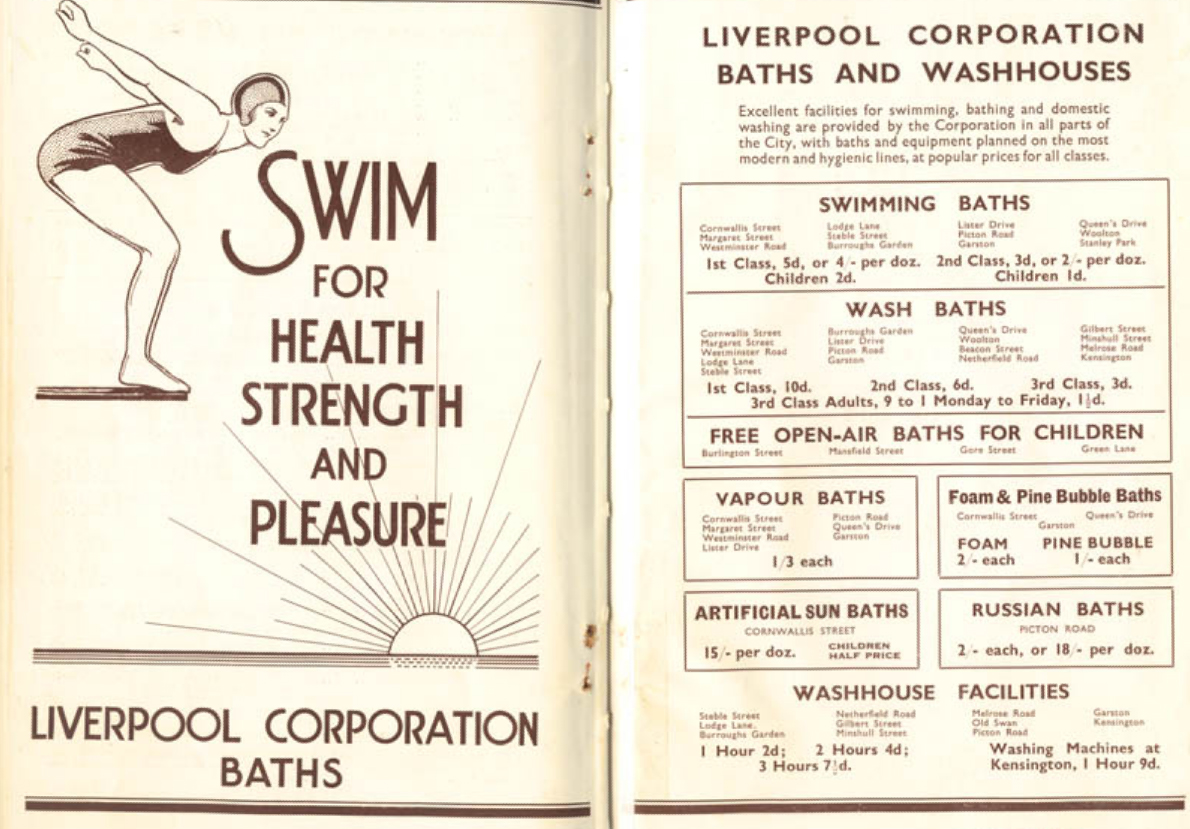 SWIM
FOR
HEALTH
STRENGTH
AND
PLEASURE
LIVERPOOL CORPORATION
BATHS
LIVERPOOL CORPORATION
BATHS AND WASHHOUSES
Excellent facilities for swimming, bathing and domestic
washing are provided by the Corporation in all parts of
the City, with baths and equipment planned on the most
modern and hygienic lines, at popular prices for all classes.
SWIMMING BATHS
Cornwallis Street Lodge Lane Lister Drive Queen's Drive
Margaret Street Steble Street Picton Road Woolton
Westminster Road Burroughs Garden Garston Stanley Park
1st Class, 5d, or 4/- per doz. 2nd Class, 3d, or 2/- per doz.
Children 2d. Children 1d.
WASH BATHS
Cornwallis Street Burroughs Garden Queen's Drive Gilbert Street
Margaret Street Lister Drive Woolton Minshull Street
Westminster Road Picton Road Beacon Street Melrose Road
Lodge Lane Garston Netherfield Road Kensington
Steble Street
1st Class, 10d. 2nd Class, 6d. 3rd Class, 3d.
3rd Class Adults, 9 to 1 Monday to Friday, 1½d.
FREE OPEN-AIR BATHS FOR CHILDREN
Burlington Street Mansfield Street Gore Street Green Lane
VAPOUR BATHS
Cornwallis Street Picton Road
Margaret Street Queen's Drive
Westminster Road Garston
Lister Drive
1/3 each
Foam & Pine Bubble Baths
Cornwallis Street Queen's Drive
Garston
FOAM PINE BUBBLE
2/- each 1/- each
ARTIFICIAL SUN BATHS
CORNWALLIS STREET
15/- per doz. CHILDREN
HALF PRICE
RUSSIAN BATHS
PICTON ROAD
2/- each, or 18/- per doz.
WASHHOUSE FACILITIES
Steble Street Netherfield Road Melrose Road Garston
Lodge Lane. Gilbert Street Old Swan Kensington
Burroughs Garden Minshull Street Picton Road
1 Hour 2d; 2 Hours 4d; Washing Machines at
3 Hours 7½d. Kensington, 1 Hour 9d.